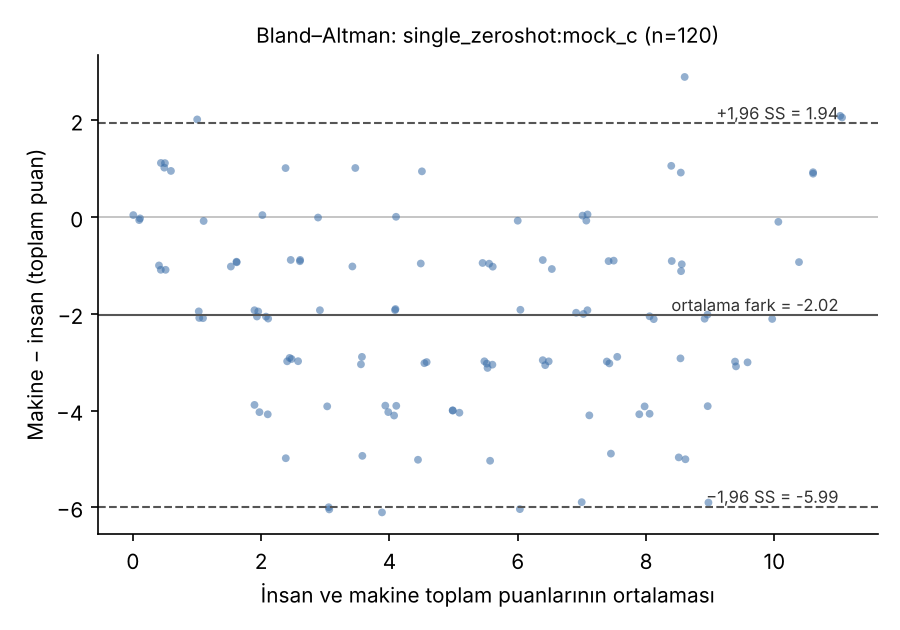 Bland–Altman: single_zeroshot:mock_c (n=120)
Makine − insan (toplam puan)
2
0
−2
−4
−6
+1,96 SS = 1.94
ortalama fark = -2.02
−1,96 SS = -5.99
0 2 4 6 8 10
İnsan ve makine toplam puanlarının ortalaması